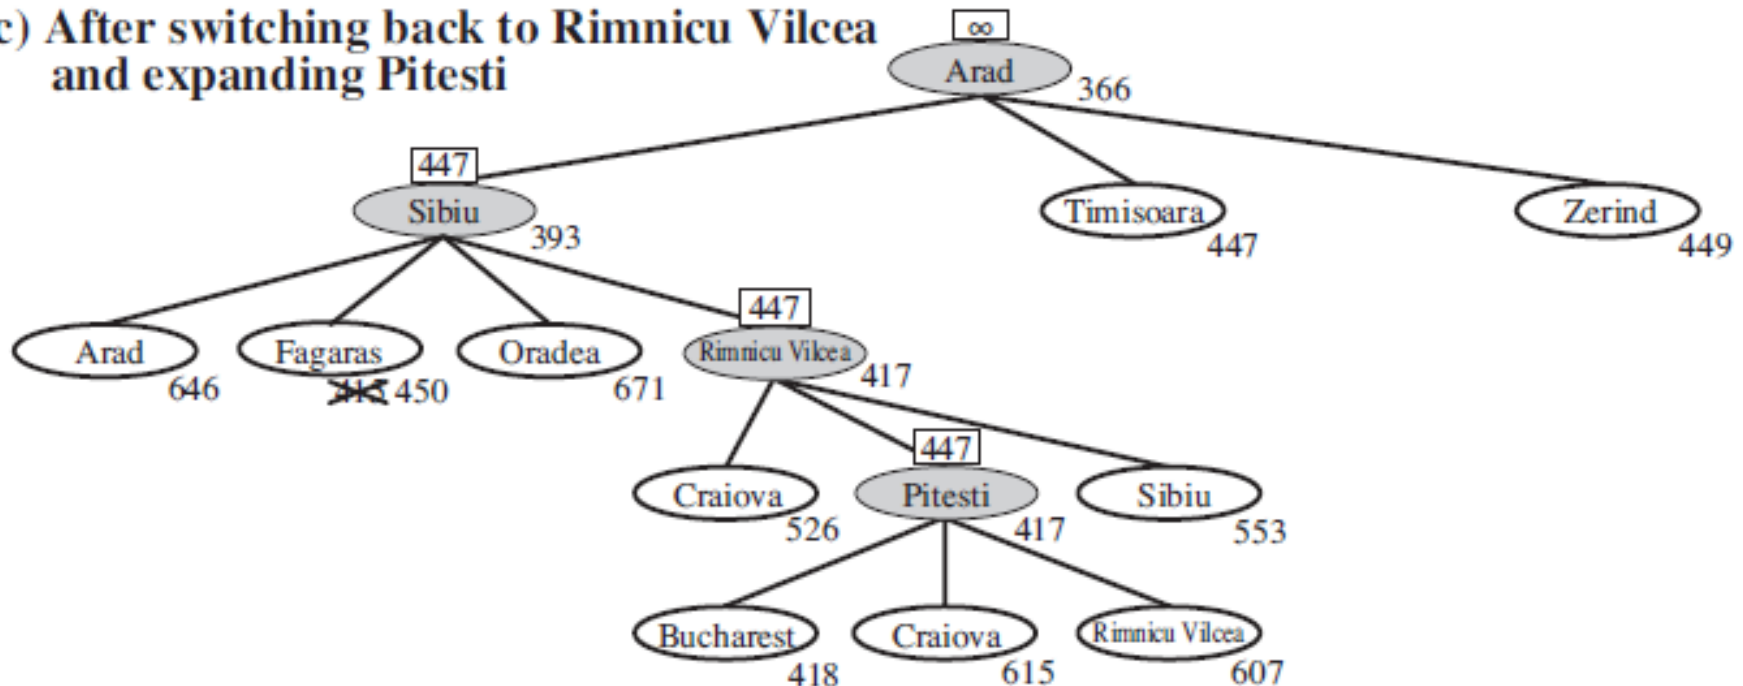 c) After switching back to Rimnicu Vilcea
and expanding Pitesti
∞
Arad
366
447
Sibiu
393
Timisoara
447
Zerind
449
Arad
646
Fagaras
415 450
Oradea
671
447
Rimnicu Vilcea
417
Craiova
526
447
Pitesti
417
Sibiu
553
Bucharest
418
Craiova
615
Rimnicu Vilcea
607